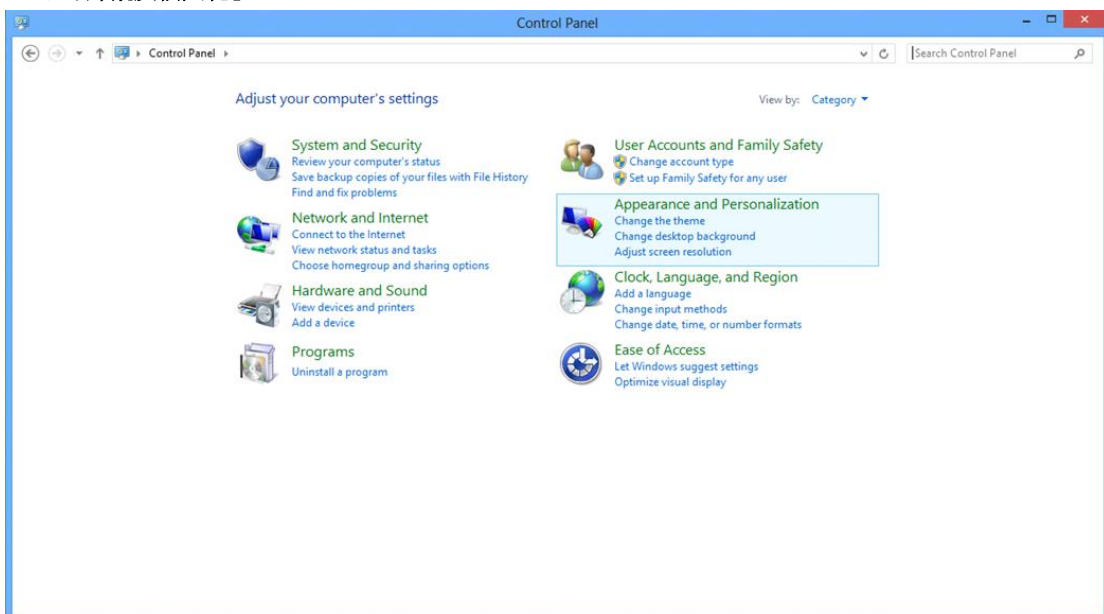 Control Panel
Control Panel
Search Control Panel
Adjust your computer's settings
View by: Category
System and Security
Review your computer's status
Save backup copies of your files with File History
Find and fix problems
Network and Internet
Connect to the Internet
View network status and tasks
Choose homegroup and sharing options
Hardware and Sound
View devices and printers
Add a device
Programs
Uninstall a program
User Accounts and Family Safety
Change account type
Set up Family Safety for any user
Appearance and Personalization
Change the theme
Change desktop background
Adjust screen resolution
Clock, Language, and Region
Add a language
Change input methods
Change date, time, or number formats
Ease of Access
Let Windows suggest settings
Optimize visual display